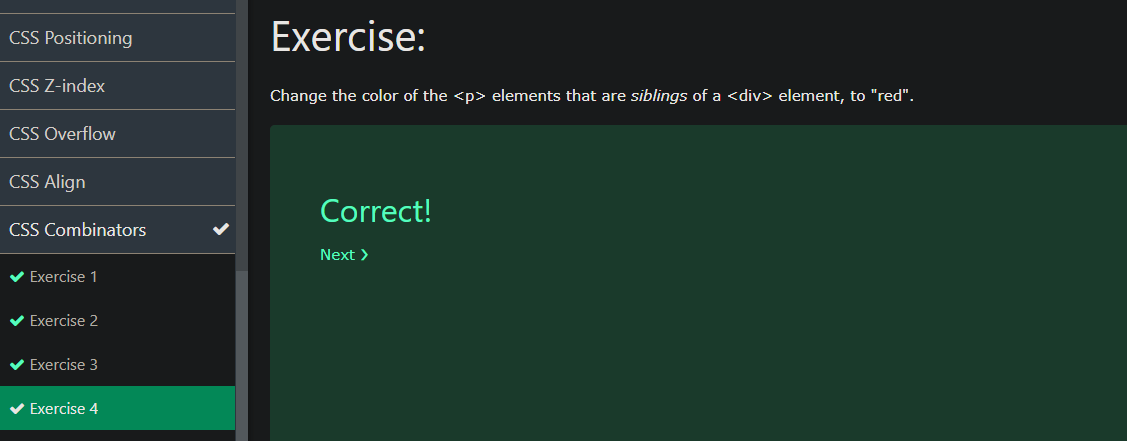 CSS Positioning
CSS Z-index
CSS Overflow
CSS Align
CSS Combinators
Exercise 1
Exercise 2
Exercise 3
Exercise 4
Exercise:
Change the color of the <p> elements that are siblings of a <div> element, to "red".
Correct!
Next ❯